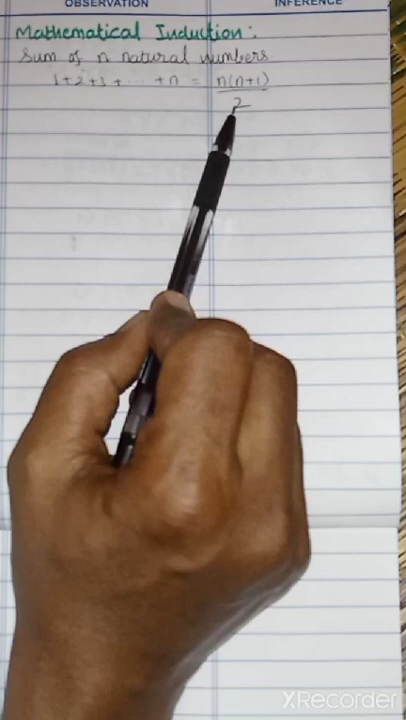 OBSERVATION INFERENCE
Mathematical Induction:
Sum of n natural numbers.
1+2+3+ ... +n = n(n+1)
2
XRecorder